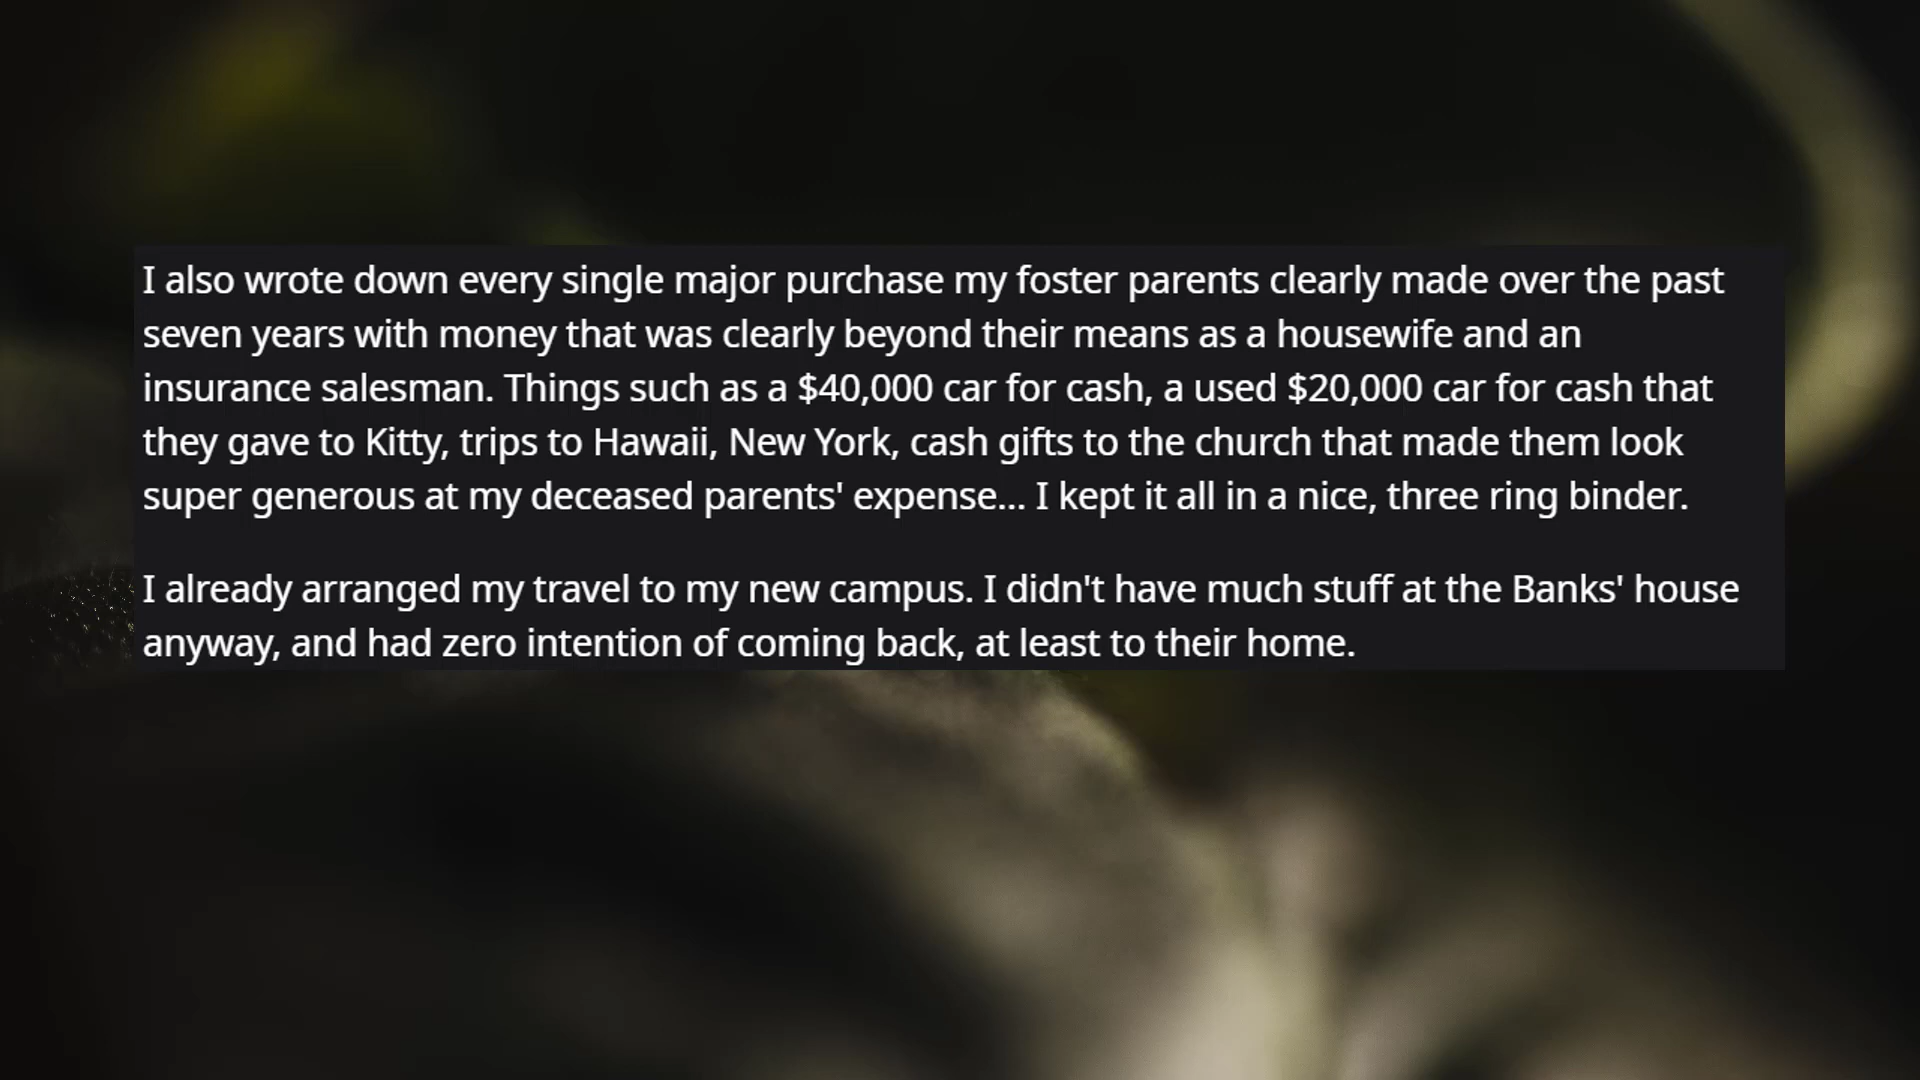 I also wrote down every single major purchase my foster parents clearly made over the past
seven years with money that was clearly beyond their means as a housewife and an
insurance salesman. Things such as a $40,000 car for cash, a used $20,000 car for cash that
they gave to Kitty, trips to Hawaii, New York, cash gifts to the church that made them look
super generous at my deceased parents' expense... I kept it all in a nice, three ring binder.
I already arranged my travel to my new campus. I didn't have much stuff at the Banks' house
anyway, and had zero intention of coming back, at least to their home.